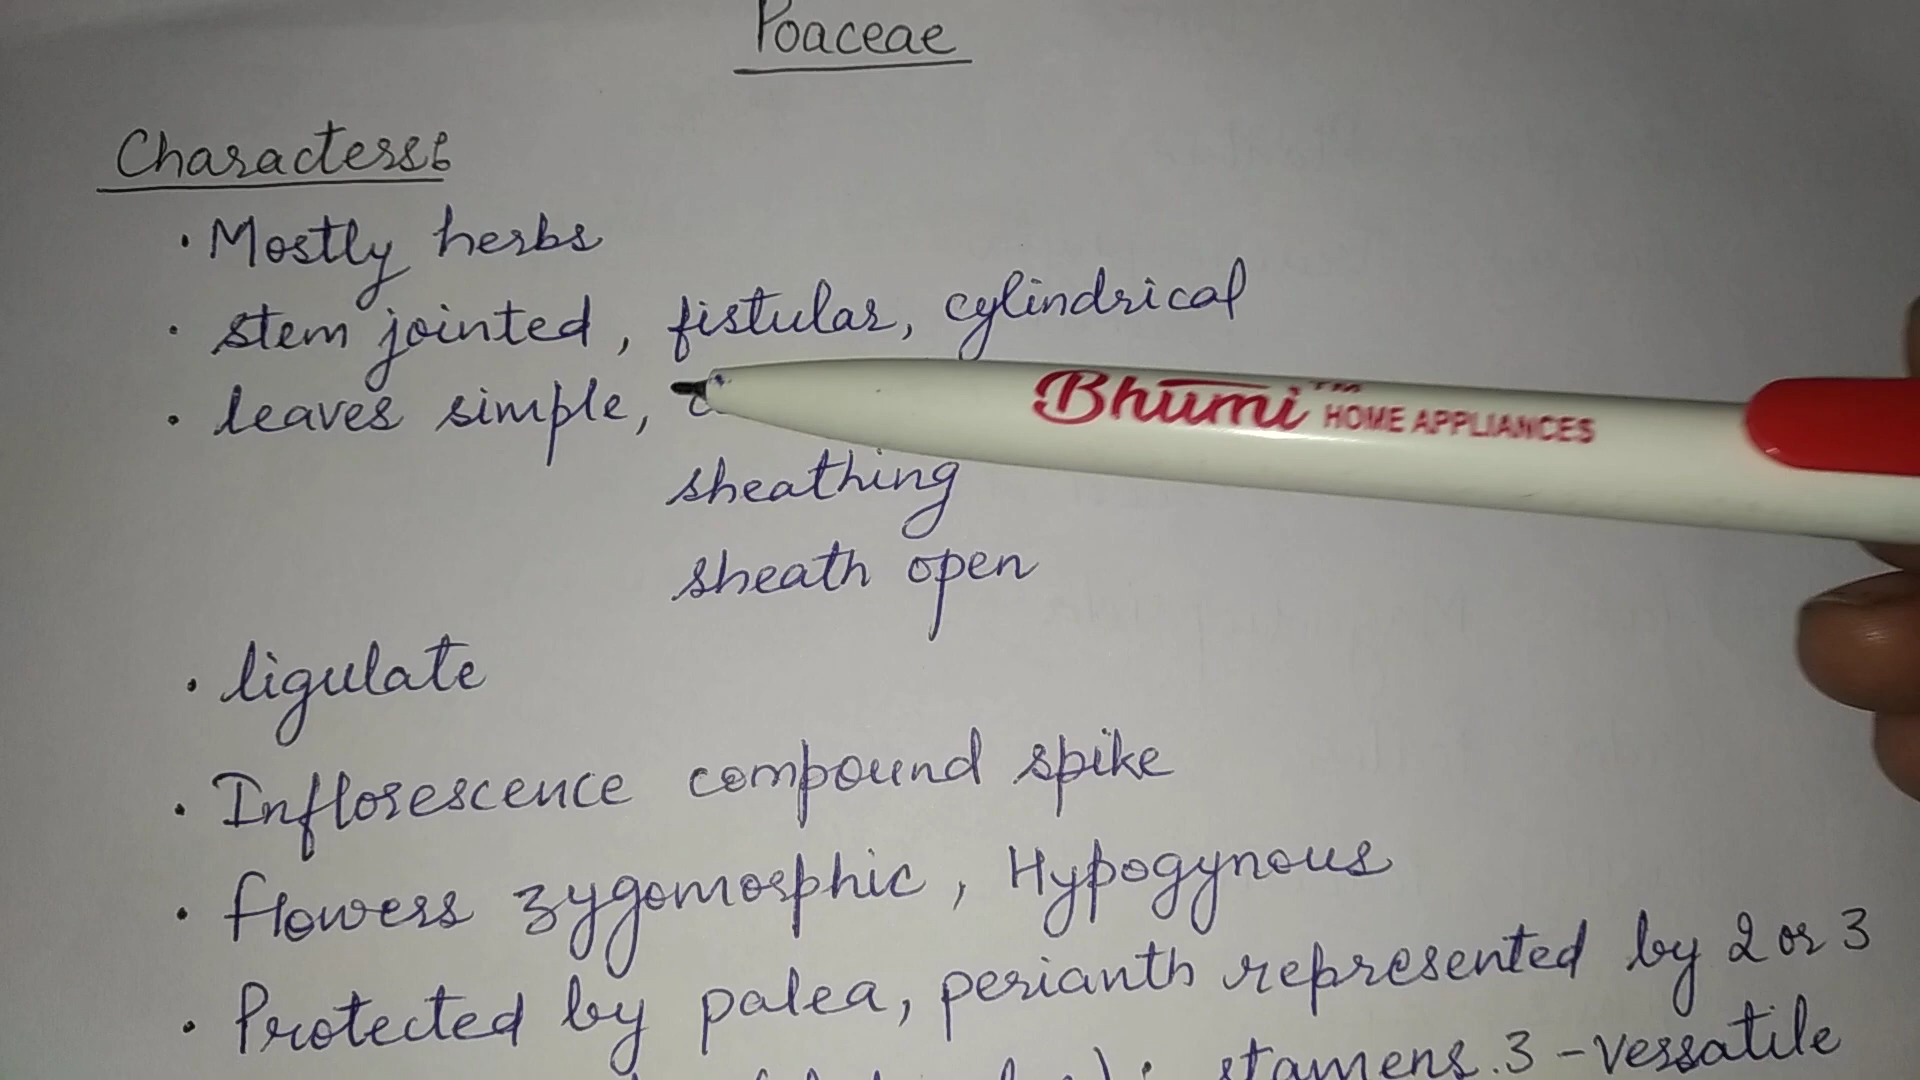 Poaceae
Characters:
· Mostly herbs
· stem jointed, fistular, cylindrical
· leaves simple,
Bhumi TM HOME APPLIANCES
sheathing
sheath open
· ligulate
· Inflorescence compound spike
· flowers zygomorphic, Hypogynous
· Protected by palea, perianth represented by 2 or 3
stamens.3-versatile